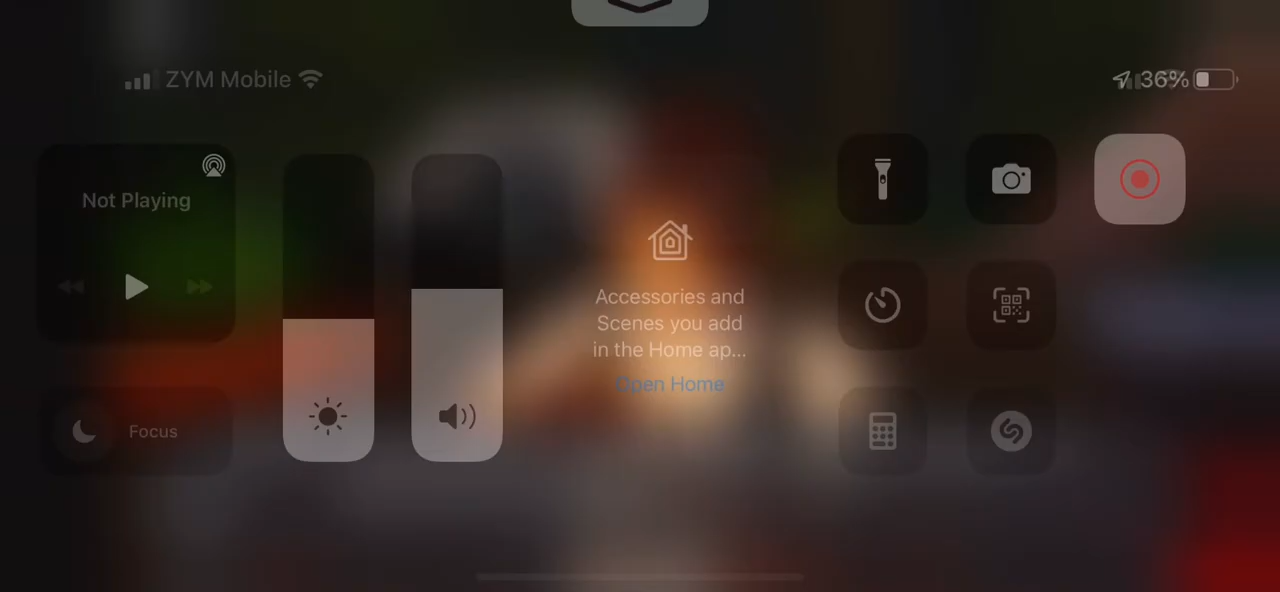 ZYM Mobile
36%
Not Playing
Accessories and
Scenes you add
in the Home ap...
Open Home
Focus